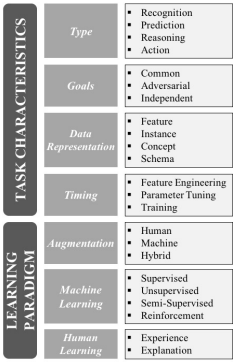 TASK CHARACTERISTICS
Type
▪ Recognition
▪ Prediction
▪ Reasoning
▪ Action
Goals
▪ Common
▪ Adversarial
▪ Independent
Data
Representation
▪ Feature
▪ Instance
▪ Concept
▪ Schema
Timing
▪ Feature Engineering
▪ Parameter Tuning
▪ Training
LEARNING
PARADIGM
Augmentation
▪ Human
▪ Machine
▪ Hybrid
Machine
Learning
▪ Supervised
▪ Unsupervised
▪ Semi-Supervised
▪ Reinforcement
Human
Learning
▪ Experience
▪ Explanation